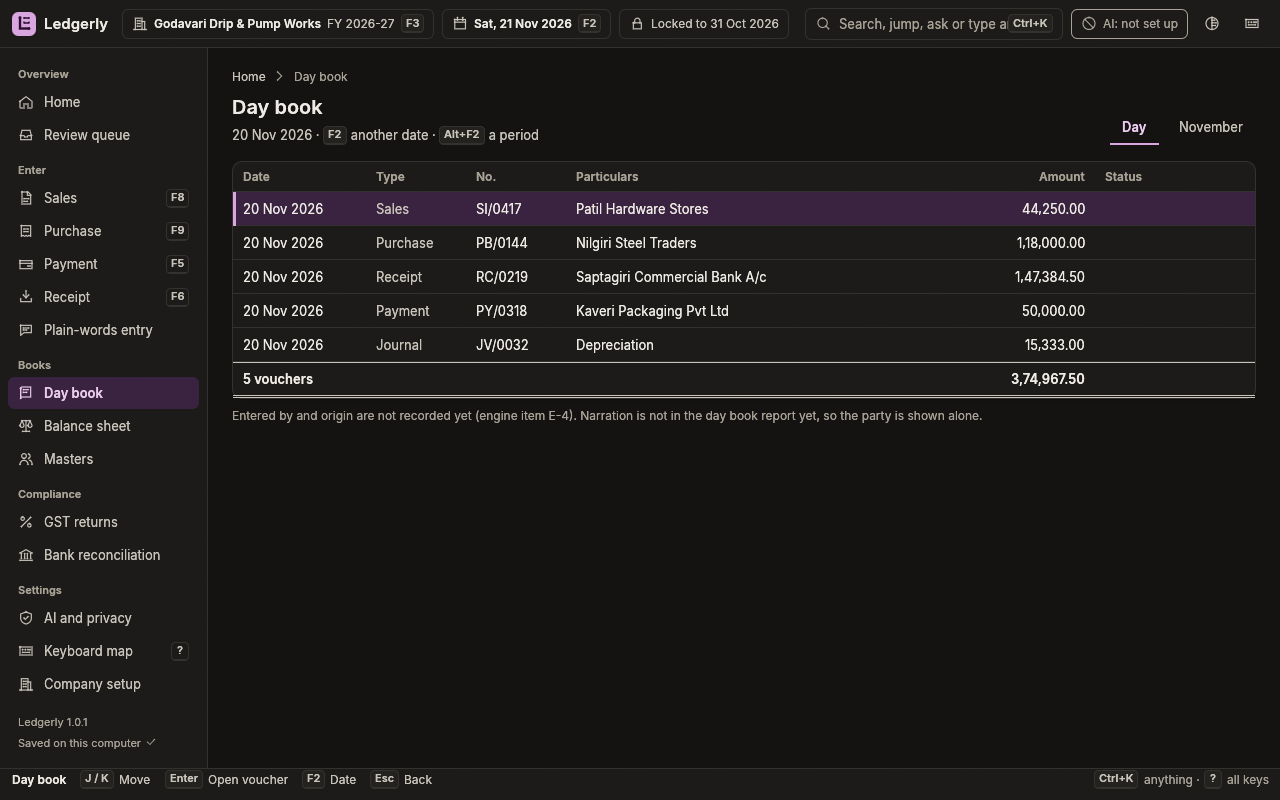 Ledgerly
Godavari Drip & Pump Works FY 2026-27 F3
Sat, 21 Nov 2026 F2
Locked to 31 Oct 2026
Search, jump, ask or type a Ctrl+K
AI: not set up
Overview
Home
Review queue
Enter
Sales F8
Purchase F9
Payment F5
Receipt F6
Plain-words entry
Books
Day book
Balance sheet
Masters
Compliance
GST returns
Bank reconciliation
Settings
AI and privacy
Keyboard map ?
Company setup
Ledgerly 1.0.1
Saved on this computer
Home > Day book
Day book
20 Nov 2026 · F2 another date · Alt+F2 a period
Day November
Date Type No. Particulars Amount Status
20 Nov 2026 Sales SI/0417 Patil Hardware Stores 44,250.00
20 Nov 2026 Purchase PB/0144 Nilgiri Steel Traders 1,18,000.00
20 Nov 2026 Receipt RC/0219 Saptagiri Commercial Bank A/c 1,47,384.50
20 Nov 2026 Payment PY/0318 Kaveri Packaging Pvt Ltd 50,000.00
20 Nov 2026 Journal JV/0032 Depreciation 15,333.00
5 vouchers 3,74,967.50
Entered by and origin are not recorded yet (engine item E-4). Narration is not in the day book report yet, so the party is shown alone.
Day book J / K Move Enter Open voucher F2 Date Esc Back
Ctrl+K anything · ? all keys